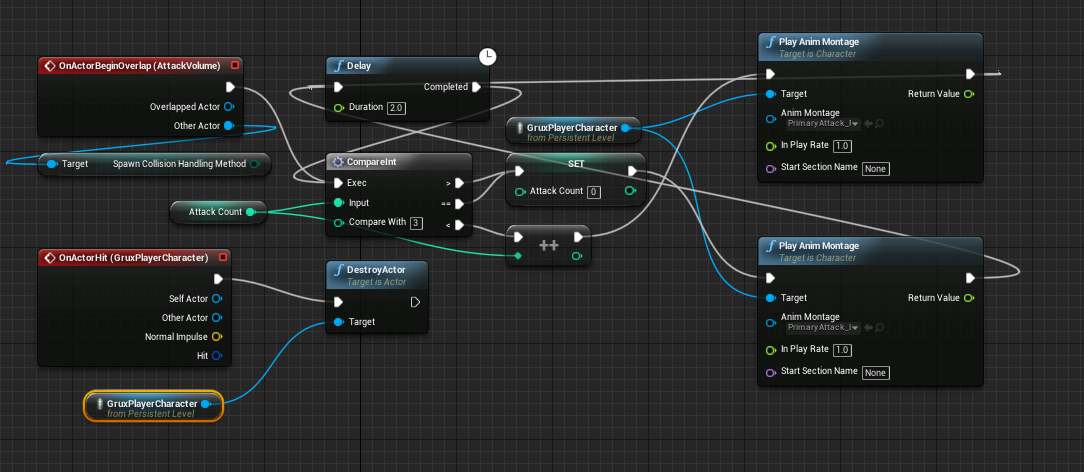 OnActorBeginOverlap (AttackVolume)
Overlapped Actor
Other Actor
Target Spawn Collision Handling Method
Attack Count
OnActorHit (GruxPlayerCharacter)
Self Actor
Other Actor
Normal Impulse
Hit
GruxPlayerCharacter
from Persistent Level
Delay
Completed
Duration 2.0
CompareInt
Exec >
Input ==
Compare With 3 <
DestroyActor
Target is Actor
Target
GruxPlayerCharacter
from Persistent Level
SET
Attack Count 0
++
Play Anim Montage
Target is Character
Target Return Value
Anim Montage
In Play Rate 1.0
Start Section Name None
Play Anim Montage
Target is Character
Target Return Value
Anim Montage
In Play Rate 1.0
Start Section Name None